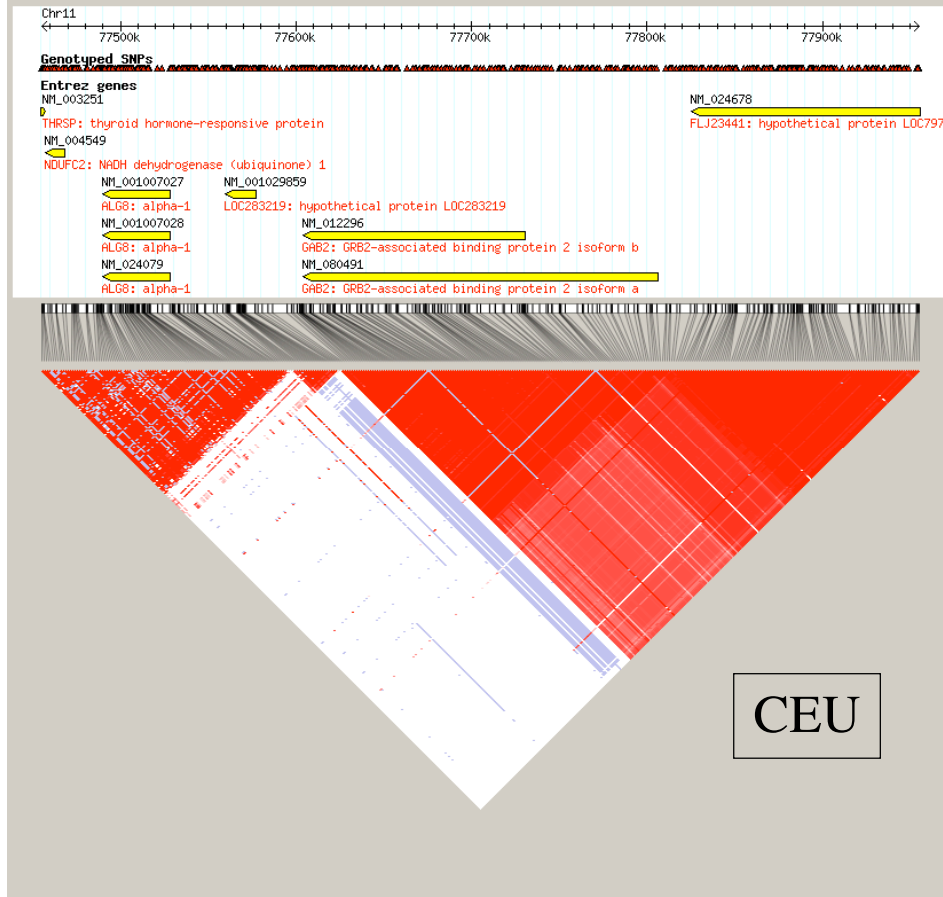 Chr11
77500k 77600k 77700k 77800k 77900k
Genotyped SNPs
Entrez genes
NM_003251 NM_024678
THRSP: thyroid hormone-responsive protein FLJ23441: hypothetical protein LOC797
NM_004549
NDUFC2: NADH dehydrogenase (ubiquinone) 1
NM_001007027 NM_001029859
ALG8: alpha-1 LOC283219: hypothetical protein LOC283219
NM_001007028 NM_012296
ALG8: alpha-1 GAB2: GRB2-associated binding protein 2 isoform b
NM_024079 NM_080491
ALG8: alpha-1 GAB2: GRB2-associated binding protein 2 isoform a
CEU